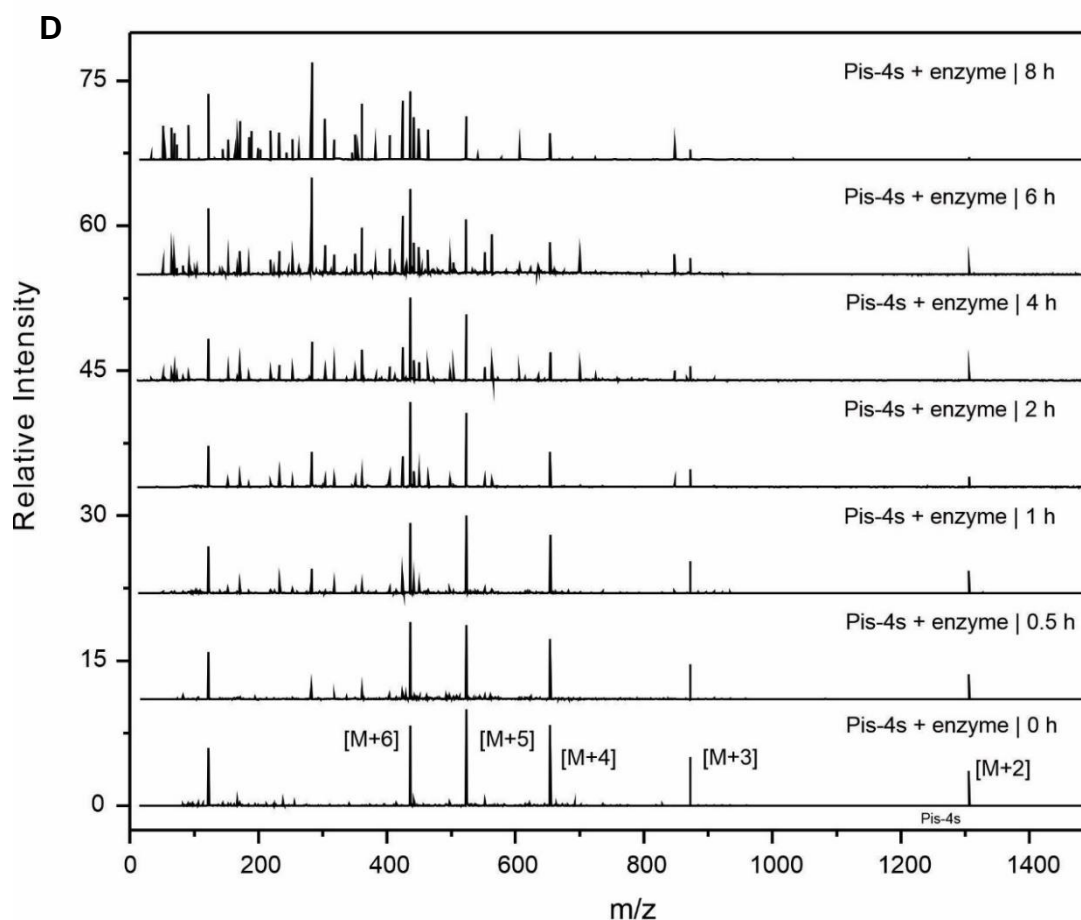 D
Relative Intensity
75
60
45
30
15
0
Pis-4s + enzyme | 8 h
Pis-4s + enzyme | 6 h
Pis-4s + enzyme | 4 h
Pis-4s + enzyme | 2 h
Pis-4s + enzyme | 1 h
Pis-4s + enzyme | 0.5 h
Pis-4s + enzyme | 0 h
[M+6]
[M+5]
[M+4]
[M+3]
[M+2]
Pis-4s
0 200 400 600 800 1000 1200 1400
m/z